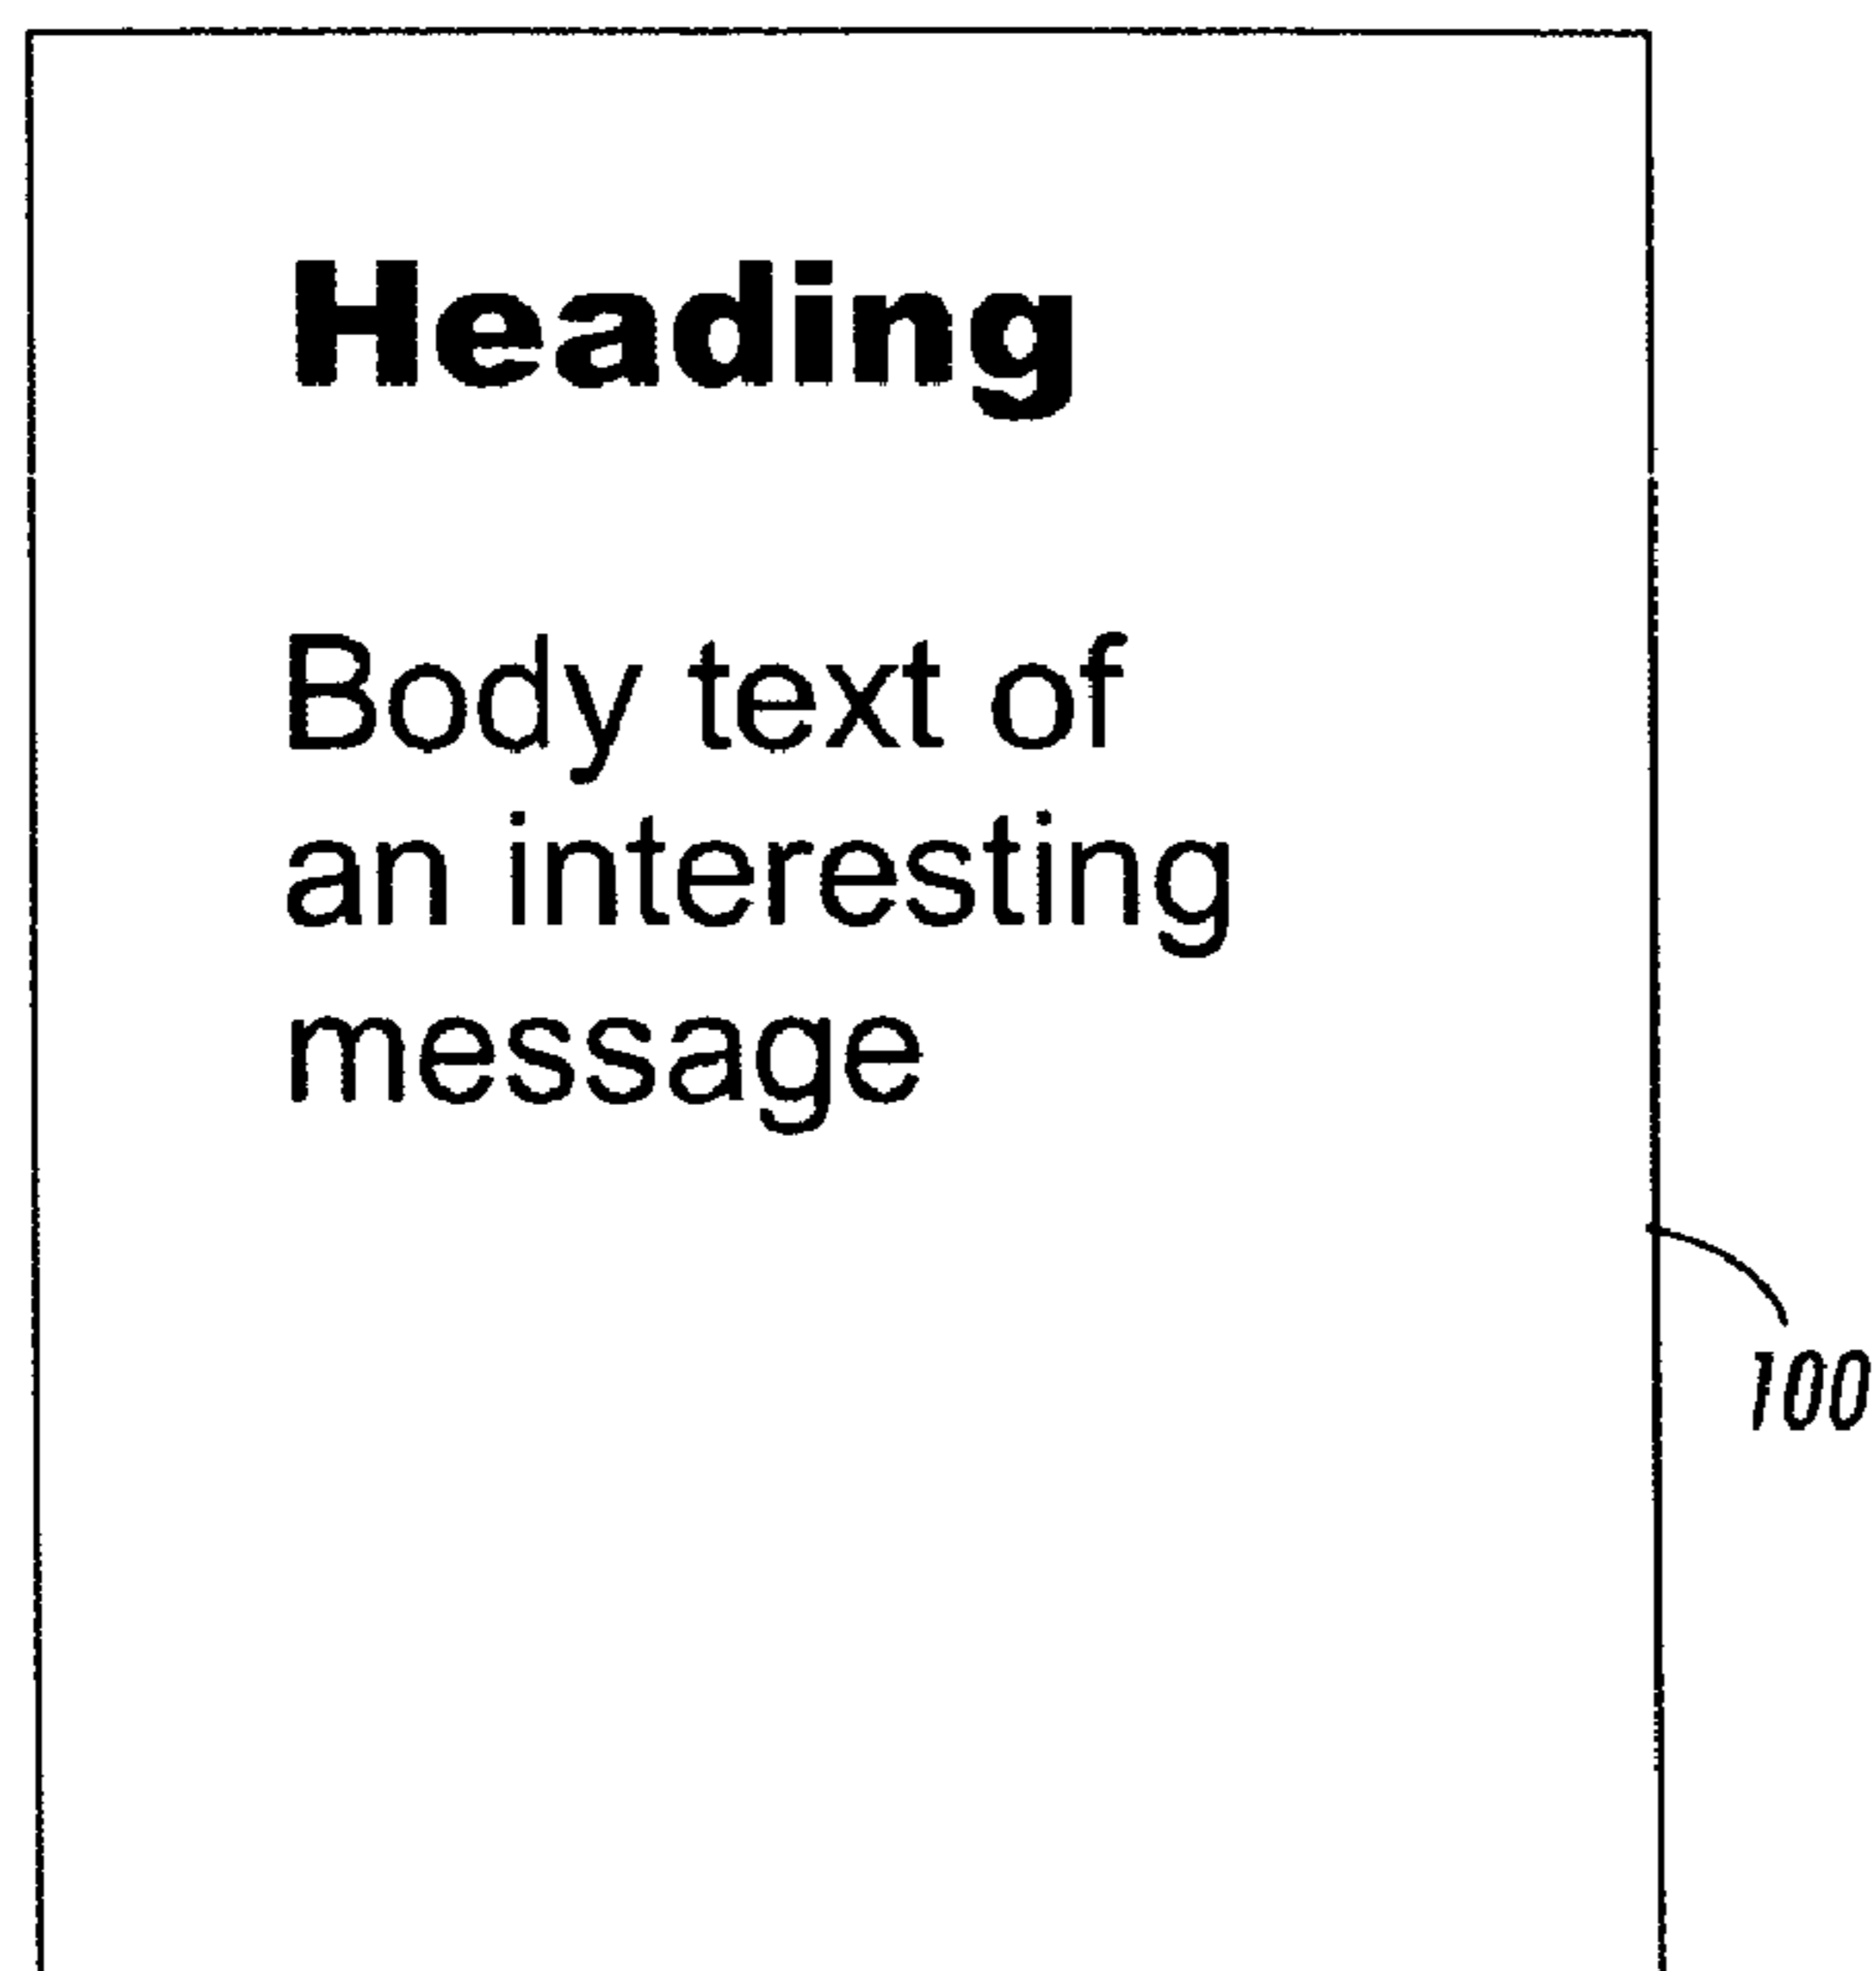 Heading
Body text of
an interesting
message
100